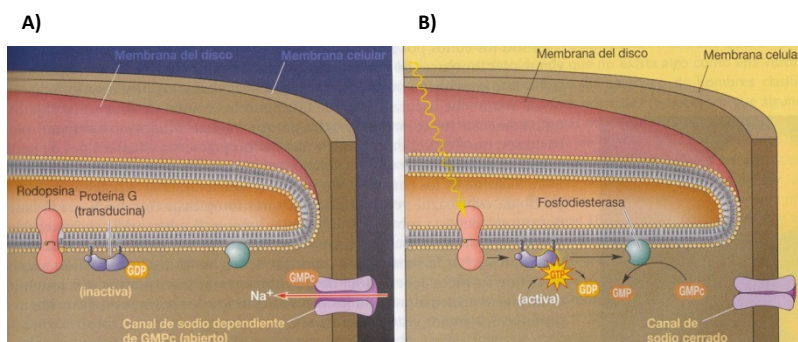 A)
Membrana del disco
Membrana celular
Rodopsina
Proteína G
(transducina)
GDP
(inactiva)
GMPc
Na+
Canal de sodio dependiente
de GMPc (abierto)
B)
Membrana del disco
Membrana celular
Fosfodiesterasa
GTP
(activa)
GDP
GMP
GMPc
Canal de
sodio cerrado